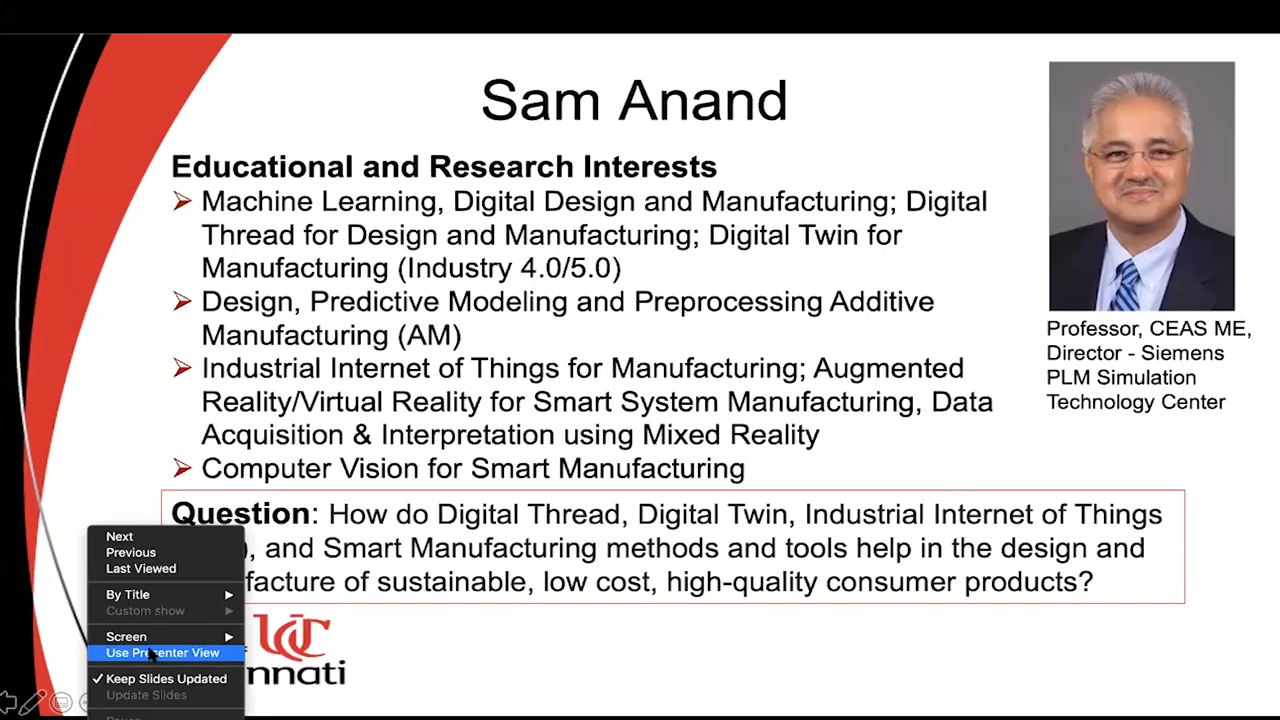 Sam Anand
Educational and Research Interests
Machine Learning, Digital Design and Manufacturing; Digital
Thread for Design and Manufacturing; Digital Twin for
Manufacturing (Industry 4.0/5.0)
Design, Predictive Modeling and Preprocessing Additive
Manufacturing (AM)
Industrial Internet of Things for Manufacturing; Augmented
Reality/Virtual Reality for Smart System Manufacturing, Data
Acquisition & Interpretation using Mixed Reality
Computer Vision for Smart Manufacturing
Professor, CEAS ME,
Director - Siemens
PLM Simulation
Technology Center
Question: How do Digital Thread, Digital Twin, Industrial Internet of Things
), and Smart Manufacturing methods and tools help in the design and
facture of sustainable, low cost, high-quality consumer products?
Next
Previous
Last Viewed
By Title
Custom show
Screen
Use Presenter View
Keep Slides Updated
Update Slides
UC
nnati